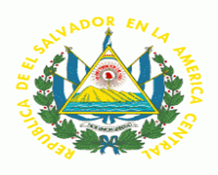 REPUBLICA DE EL SALVADOR EN LA AMERICA CENTRAL